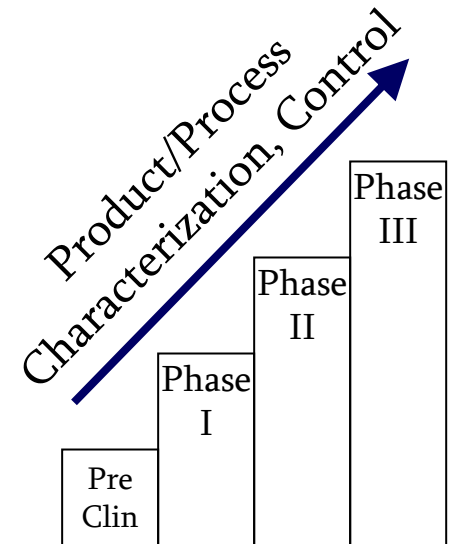 Product/Process
Characterization, Control
Phase
III
Phase
II
Phase
I
Pre
Clin